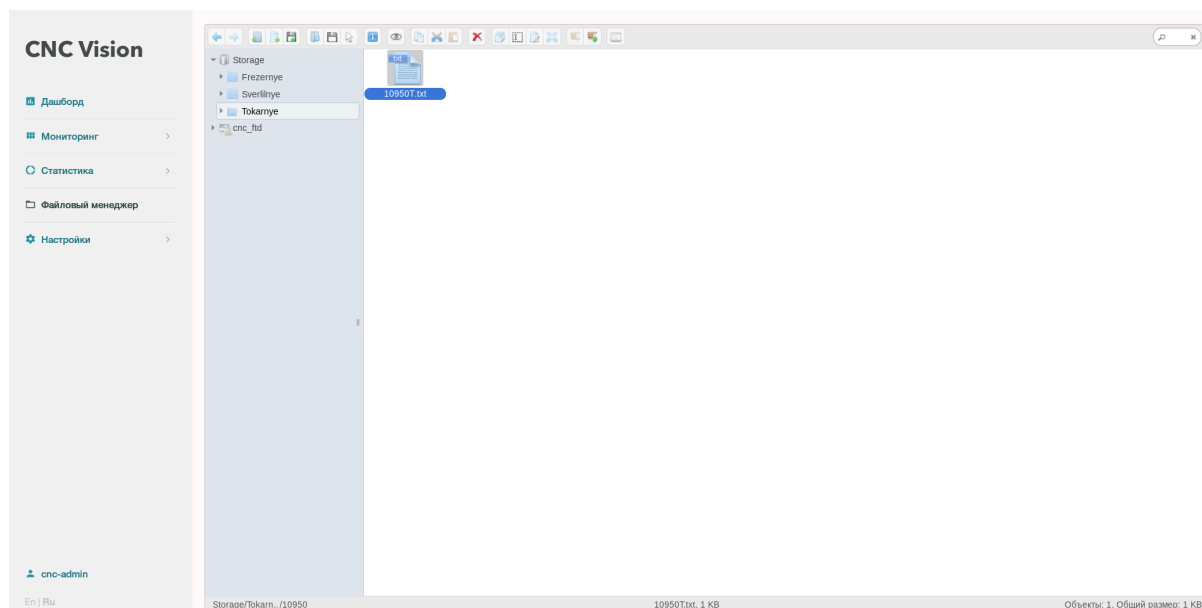 CNC Vision
Дашборд
Мониторинг
Статистика
Файловый менеджер
Настройки
cnc-admin
En | Ru
Storage
Frezernye
Sverlilnye
Tokarnye
cnc_ftd
txt
10950T.txt
Storage/Tokarn../10950
10950T.txt, 1 KB
Объекты: 1, Общий размер: 1 KB